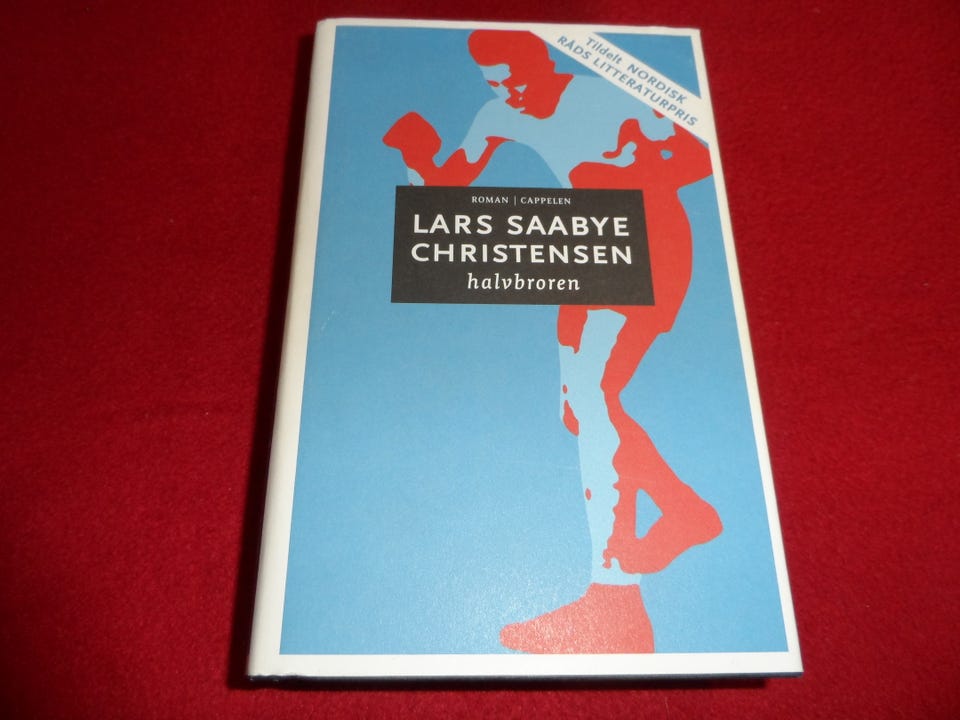 Tildelt NORDISK
RÅDS LITTERATURPRIS
ROMAN | CAPPELEN
LARS SAABYE
CHRISTENSEN
halvbroren